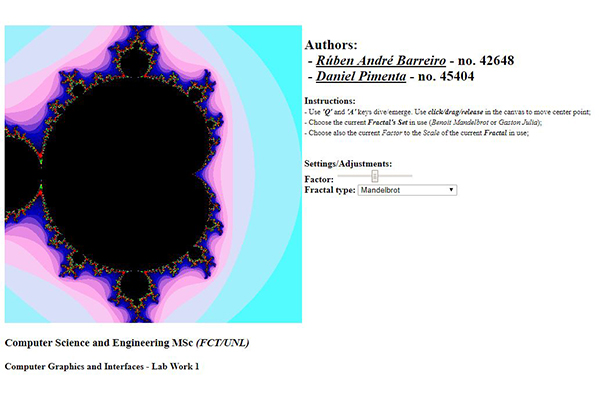 Authors:
- Rúben André Barreiro - no. 42648
- Daniel Pimenta - no. 45404
Instructions:
- Use 'Q' and 'A' keys dive/emerge. Use click/drag/release in the canvas to move center point;
- Choose the current Fractal's Set in use (Benoit Mandelbrot or Gaston Julia);
- Choose also the current Factor to the Scale of the current Fractal in use;
Settings/Adjustments:
Factor:
Fractal type: Mandelbrot
Computer Science and Engineering MSc (FCT/UNL)
Computer Graphics and Interfaces - Lab Work 1